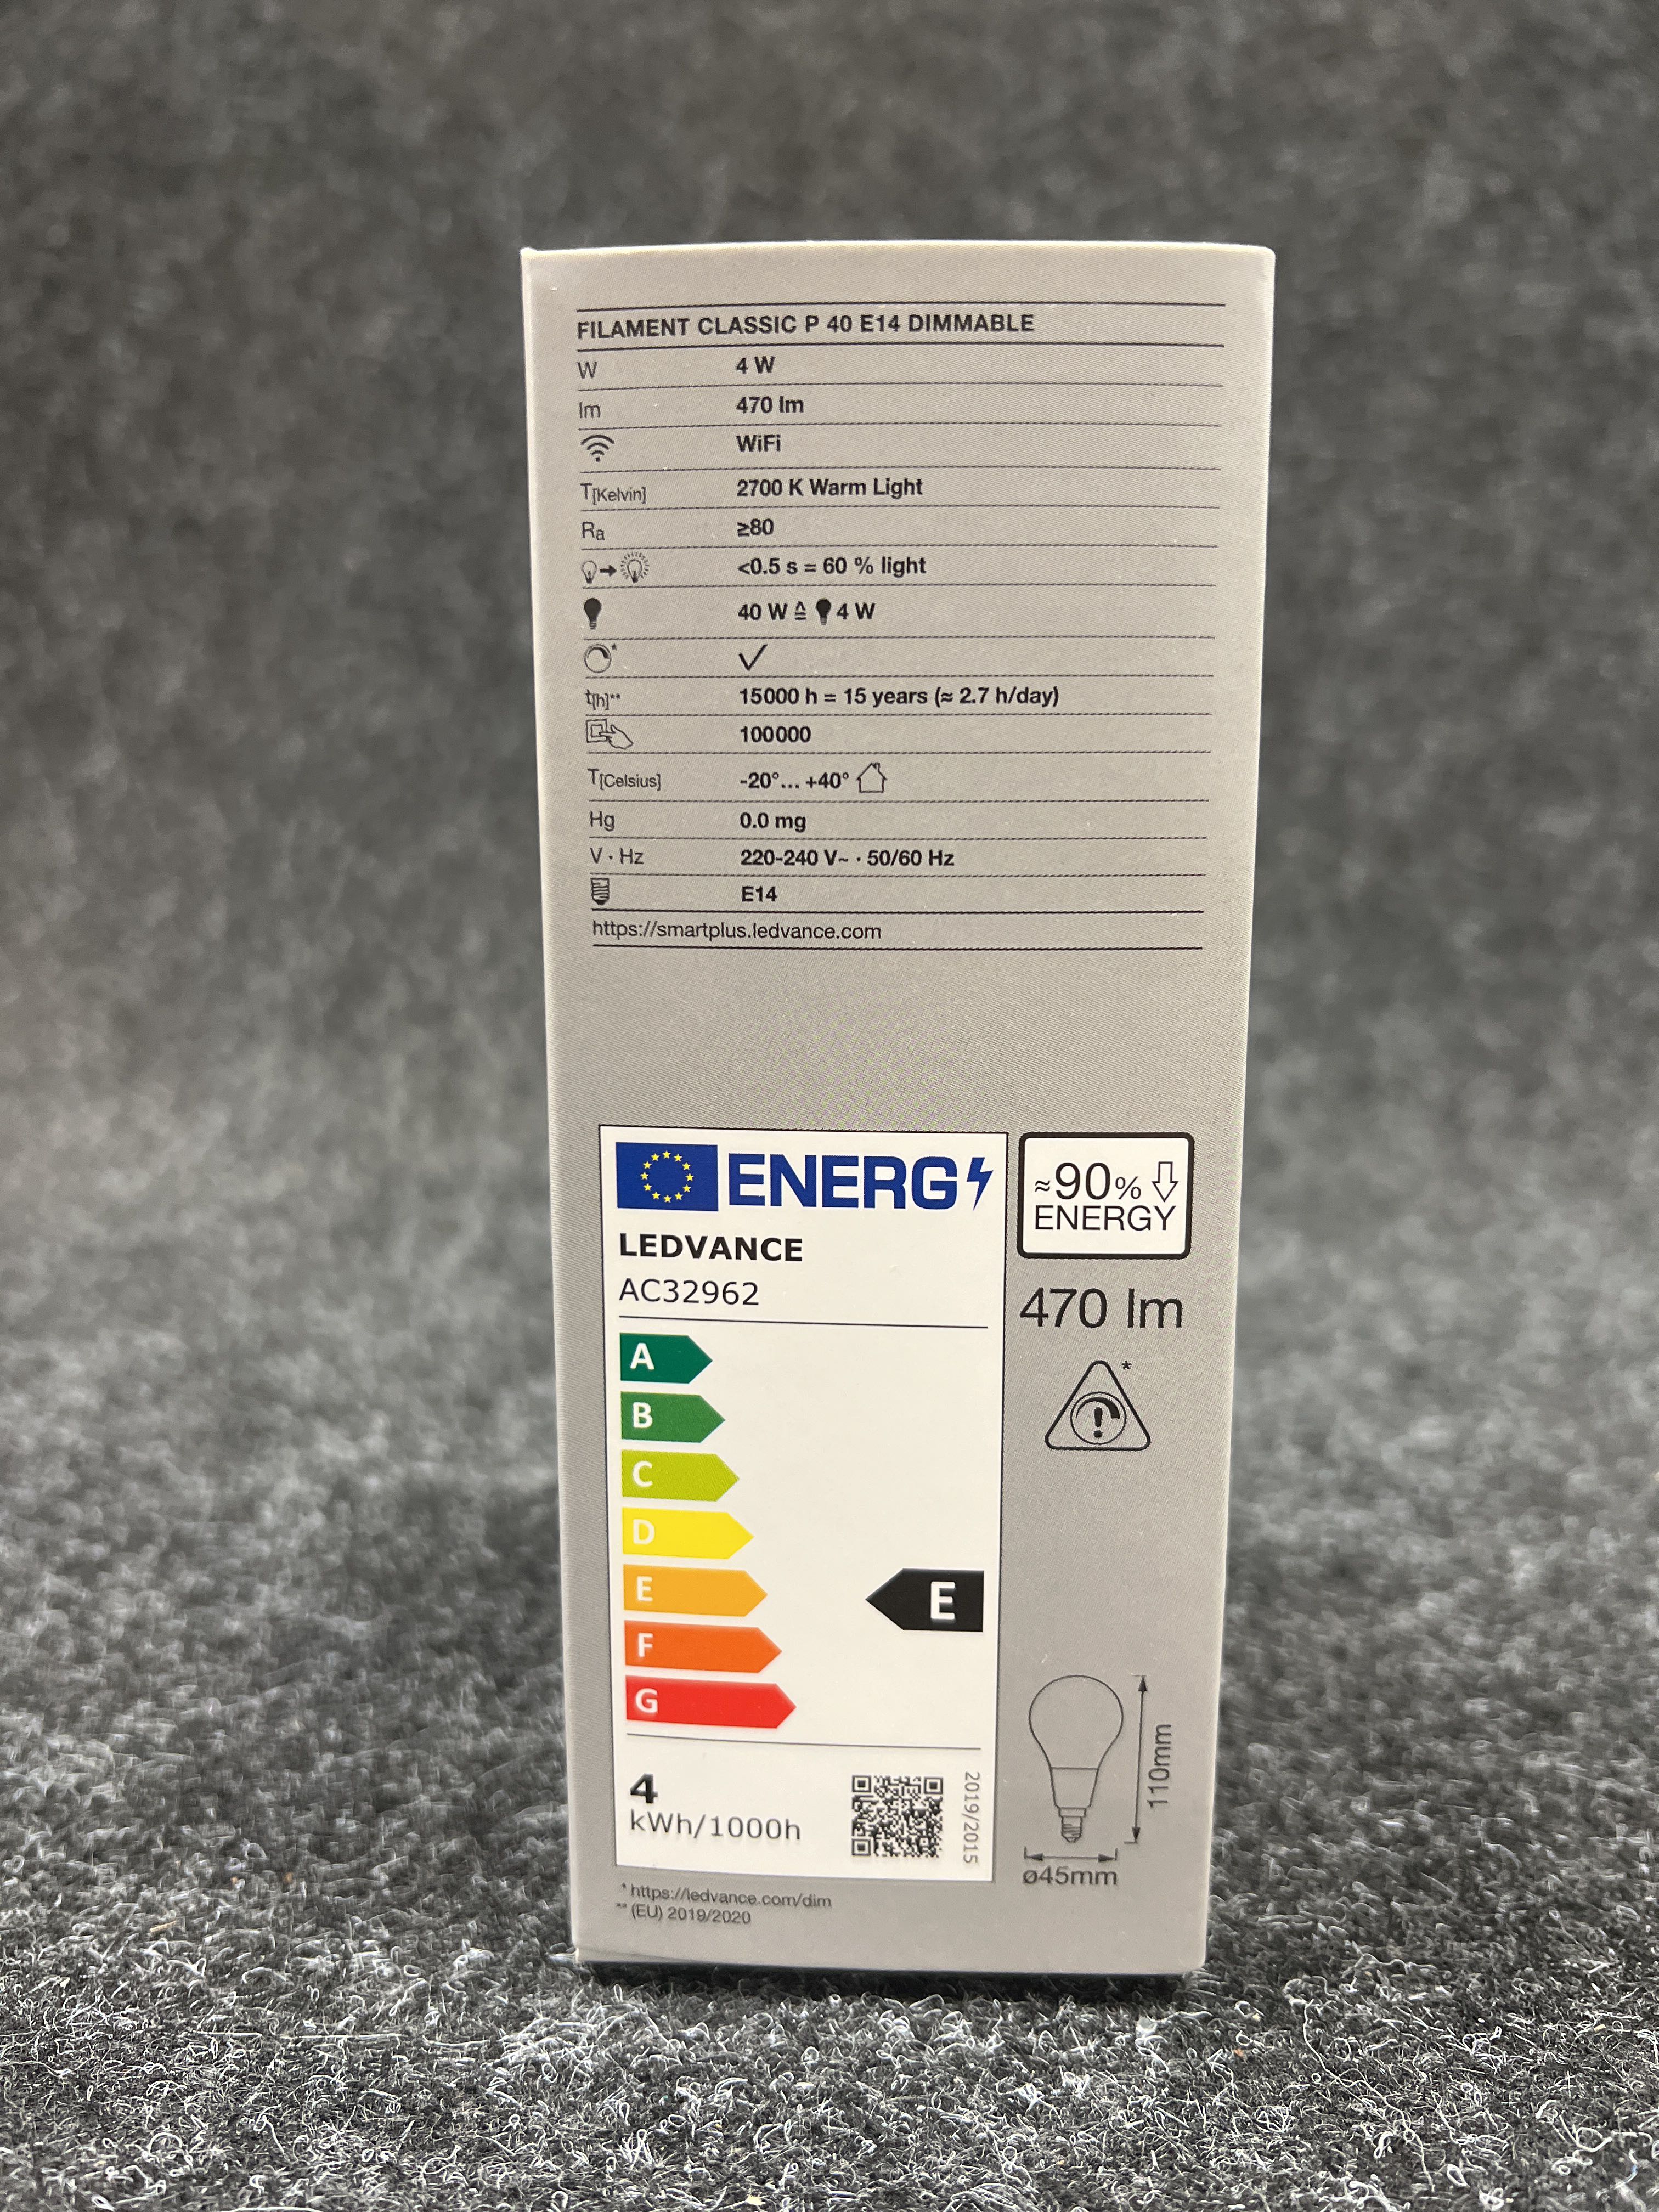 FILAMENT CLASSIC P 40 E14 DIMMABLE
W 4 W
lm 470 lm
WiFi
T[Kelvin] 2700 K Warm Light
Ra ≥80
<0.5 s = 60 % light
40 W ≙ 4 W
* ✓
t[h]** 15000 h = 15 years (≈ 2.7 h/day)
100000
T[Celsius] -20°... +40°
Hg 0.0 mg
V · Hz 220-240 V~ · 50/60 Hz
E14
https://smartplus.ledvance.com
ENERG
LEDVANCE
AC32962
A
B
C
D
E
E
F
G
4
kWh/1000h
2019/2015
≈90%
ENERGY
470 lm
*
!
110mm
ø45mm
* https://ledvance.com/dim
** (EU) 2019/2020